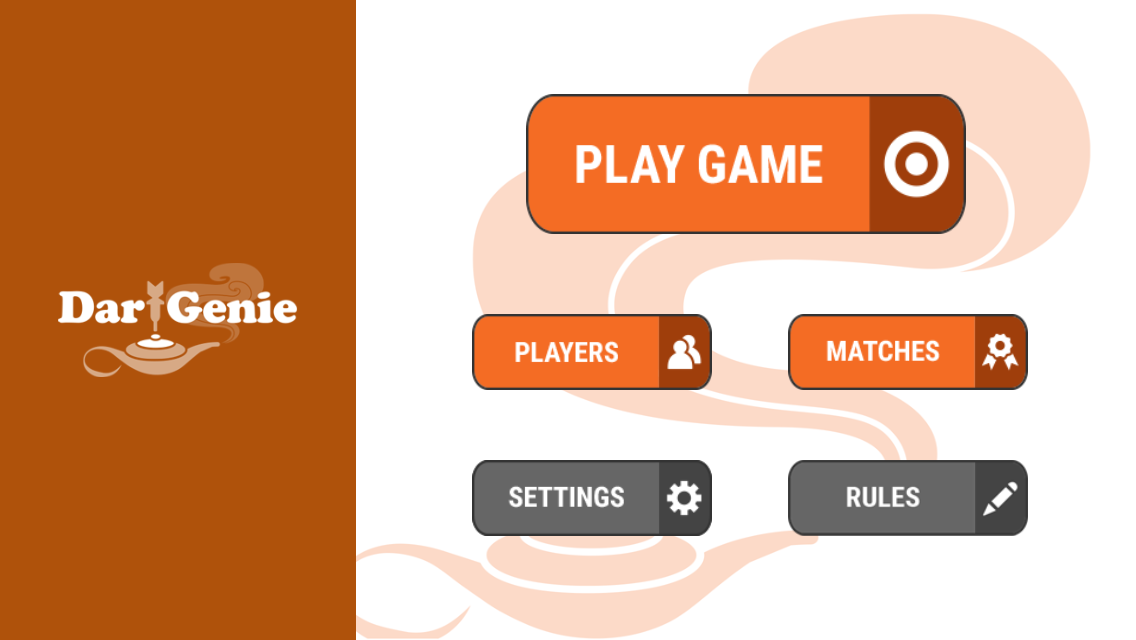 DartGenie
PLAY GAME
PLAYERS
MATCHES
SETTINGS
RULES